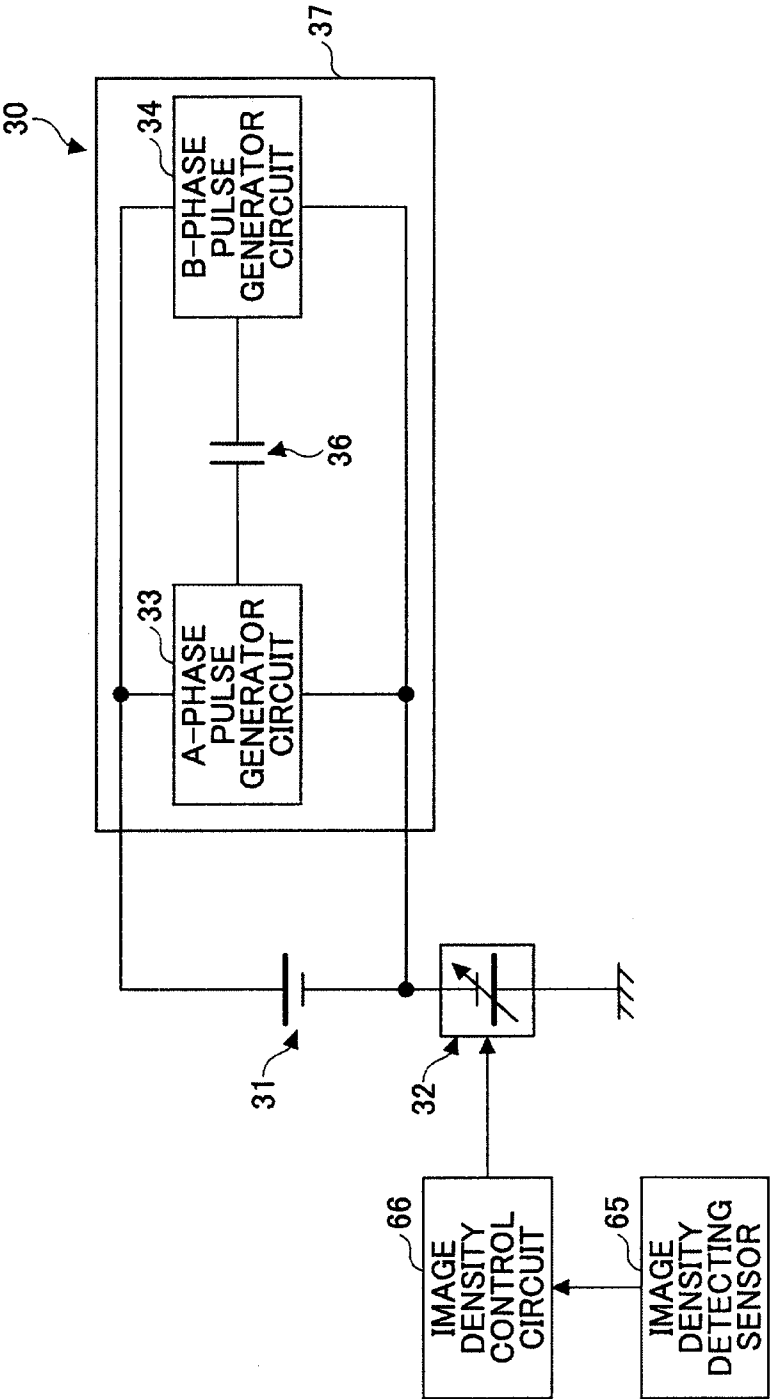 30
37
34
B-PHASE
PULSE
GENERATOR
CIRCUIT
36
33
A-PHASE
PULSE
GENERATOR
CIRCUIT
31
32
66
IMAGE
DENSITY
CONTROL
CIRCUIT
65
IMAGE
DENSITY
DETECTING
SENSOR